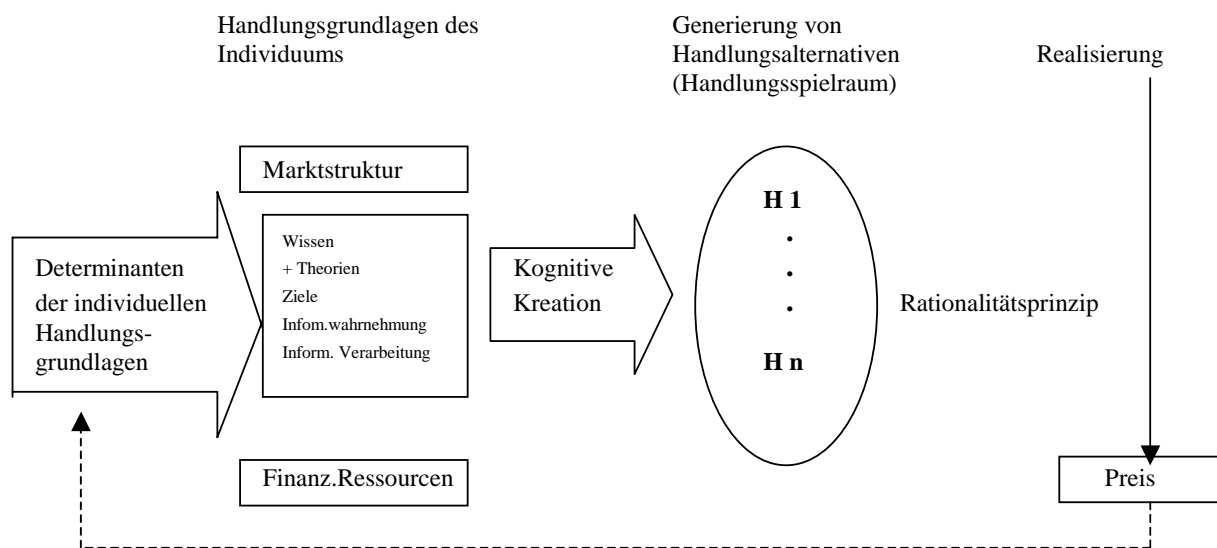 Handlungsgrundlagen des
Individuums
Generierung von
Handlungsalternativen
(Handlungsspielraum)
Realisierung
Determinanten
der individuellen
Handlungs-
grundlagen
Marktstruktur
Wissen
+ Theorien
Ziele
Infom.wahrnehmung
Inform. Verarbeitung
Finanz.Ressourcen
Kognitive
Kreation
H 1
.
.
.
H n
Rationalitätsprinzip
Preis